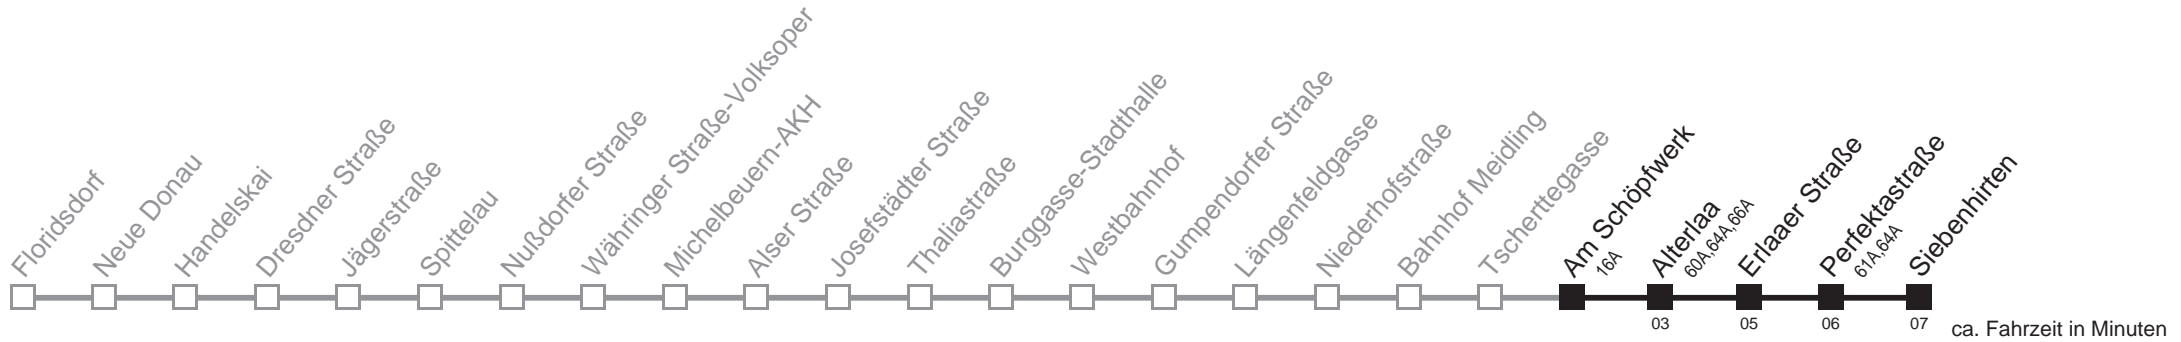 Floridsdorf
Neue Donau
Handelskai
Dresdner Straße
Jägerstraße
Spittelau
Nußdorfer Straße
Währinger Straße-Volksoper
Michelbeuern-AKH
Alser Straße
Josefstädter Straße
Thaliastraße
Burggasse-Stadthalle
Westbahnhof
Gumpendorfer Straße
Längenfeldgasse
Niederhofstraße
Bahnhof Meidling
Tscherttegasse
Am Schöpfwerk
16A
Alterlaa
60A,64A,66A
Erlaaer Straße
Perfektastraße
61A,64A
Siebenhirten
03 05 06 07 ca. Fahrzeit in Minuten